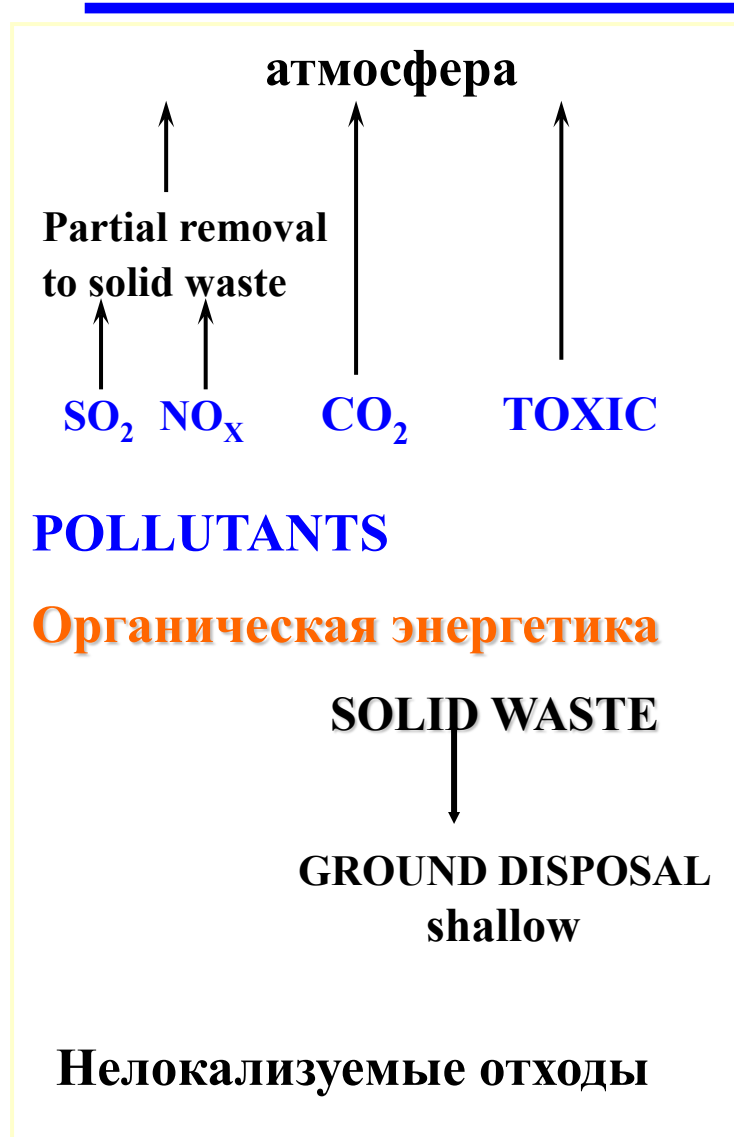 атмосфера
Partial removal
to solid waste
SO₂ NOₓ CO₂ TOXIC
POLLUTANTS
Органическая энергетика
SOLID WASTE
GROUND DISPOSAL
shallow
Нелокализуемые отходы